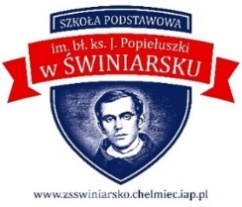 SZKOŁA PODSTAWOWA
im. bł. ks. J. Popiełuszki
w ŚWINIARSKU
www.zsswiniarsko.chelmiec.iap.pl